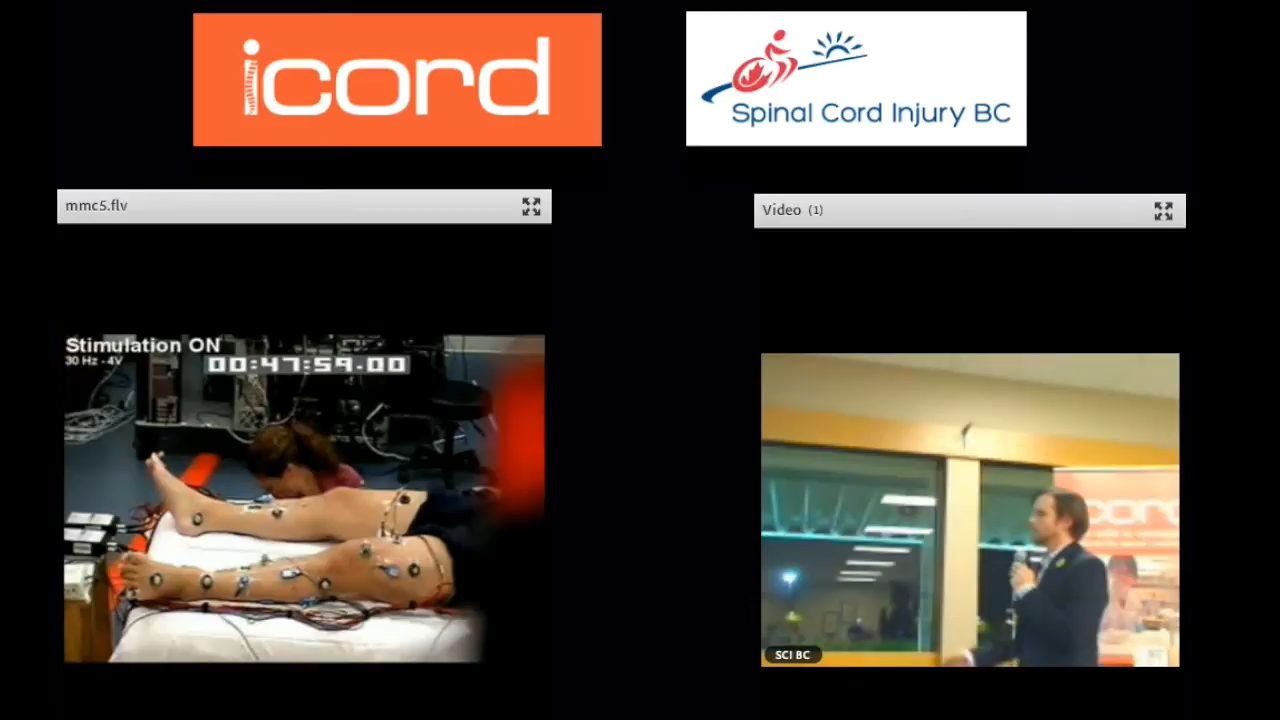 icord
Spinal Cord Injury BC
mmc5.flv
Video (1)
Stimulation ON
30 Hz - 4V
00:47:59.00
cord
SCI BC